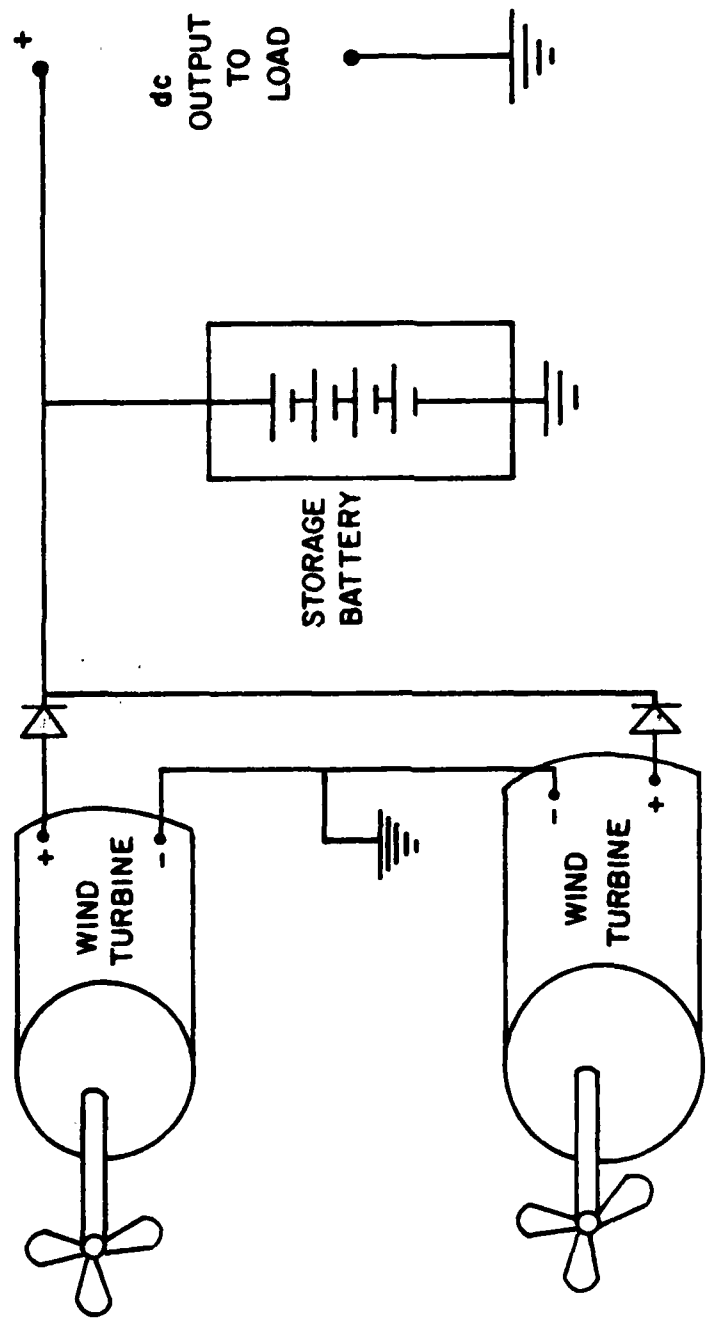 +
WIND
TURBINE
–
STORAGE
BATTERY
+
dc
OUTPUT
TO
LOAD
–
WIND
TURBINE
+